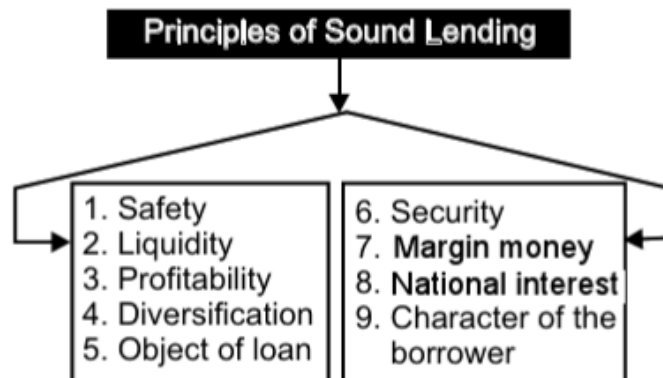 Principles of Sound Lending
1. Safety
2. Liquidity
3. Profitability
4. Diversification
5. Object of loan
6. Security
7. Margin money
8. National interest
9. Character of the
borrower